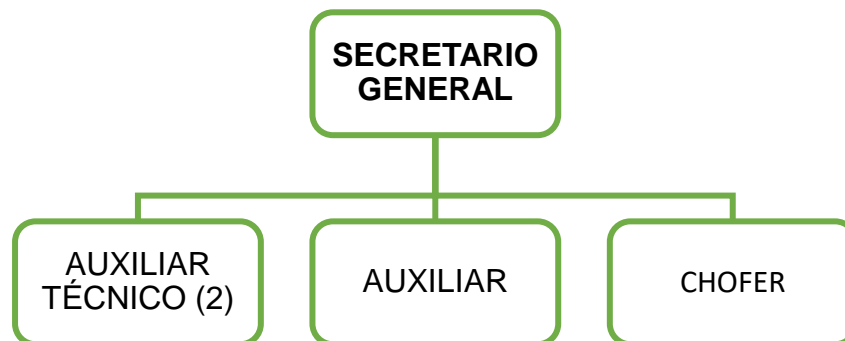 SECRETARIO
GENERAL
AUXILIAR
TÉCNICO (2)
AUXILIAR
CHOFER